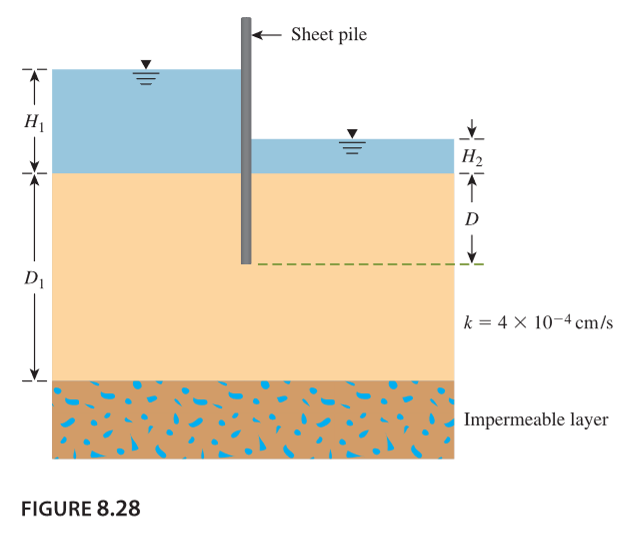 Sheet pile
H₁
H₂
D
D₁
k = 4 × 10⁻⁴ cm/s
Impermeable layer
FIGURE 8.28